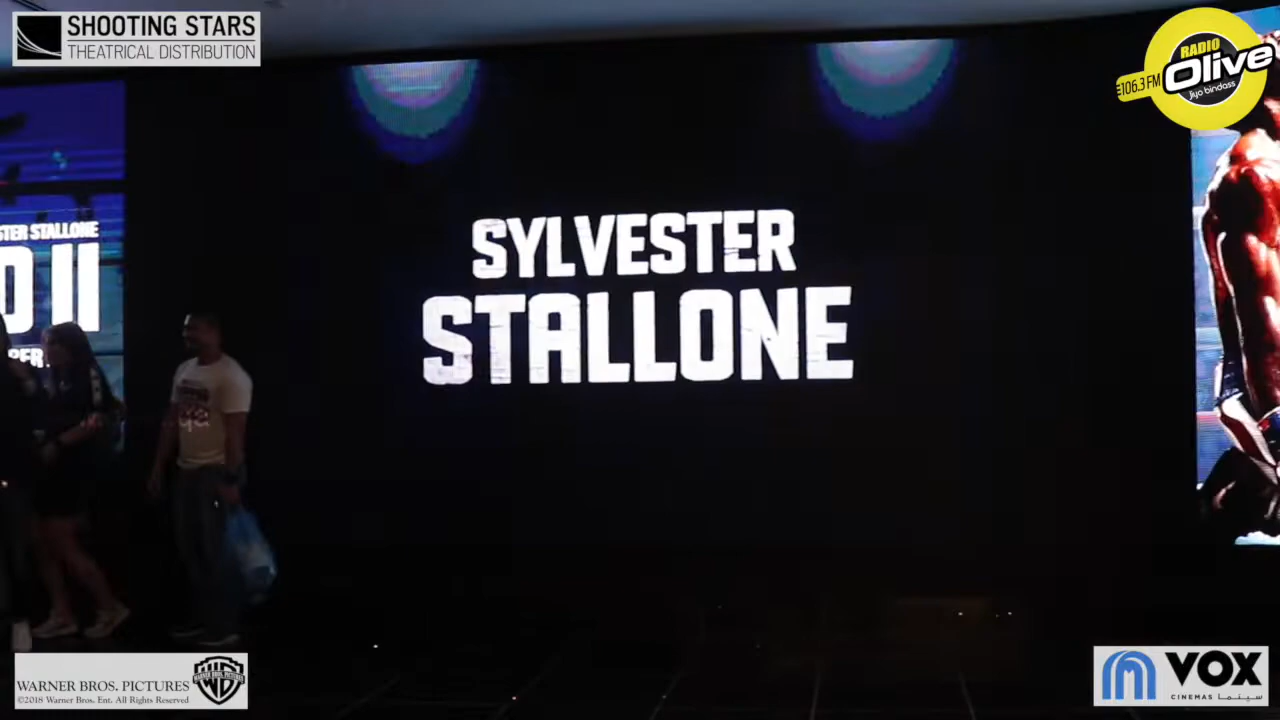 SHOOTING STARS
THEATRICAL DISTRIBUTION
RADIO
Olive
106.3 FM
Jiyo bindass
SYLVESTER
STALLONE
STER STALLONE
II
WARNER BROS. PICTURES
©2018 Warner Bros. Ent. All Rights Reserved
WB
VOX
CINEMAS سينما